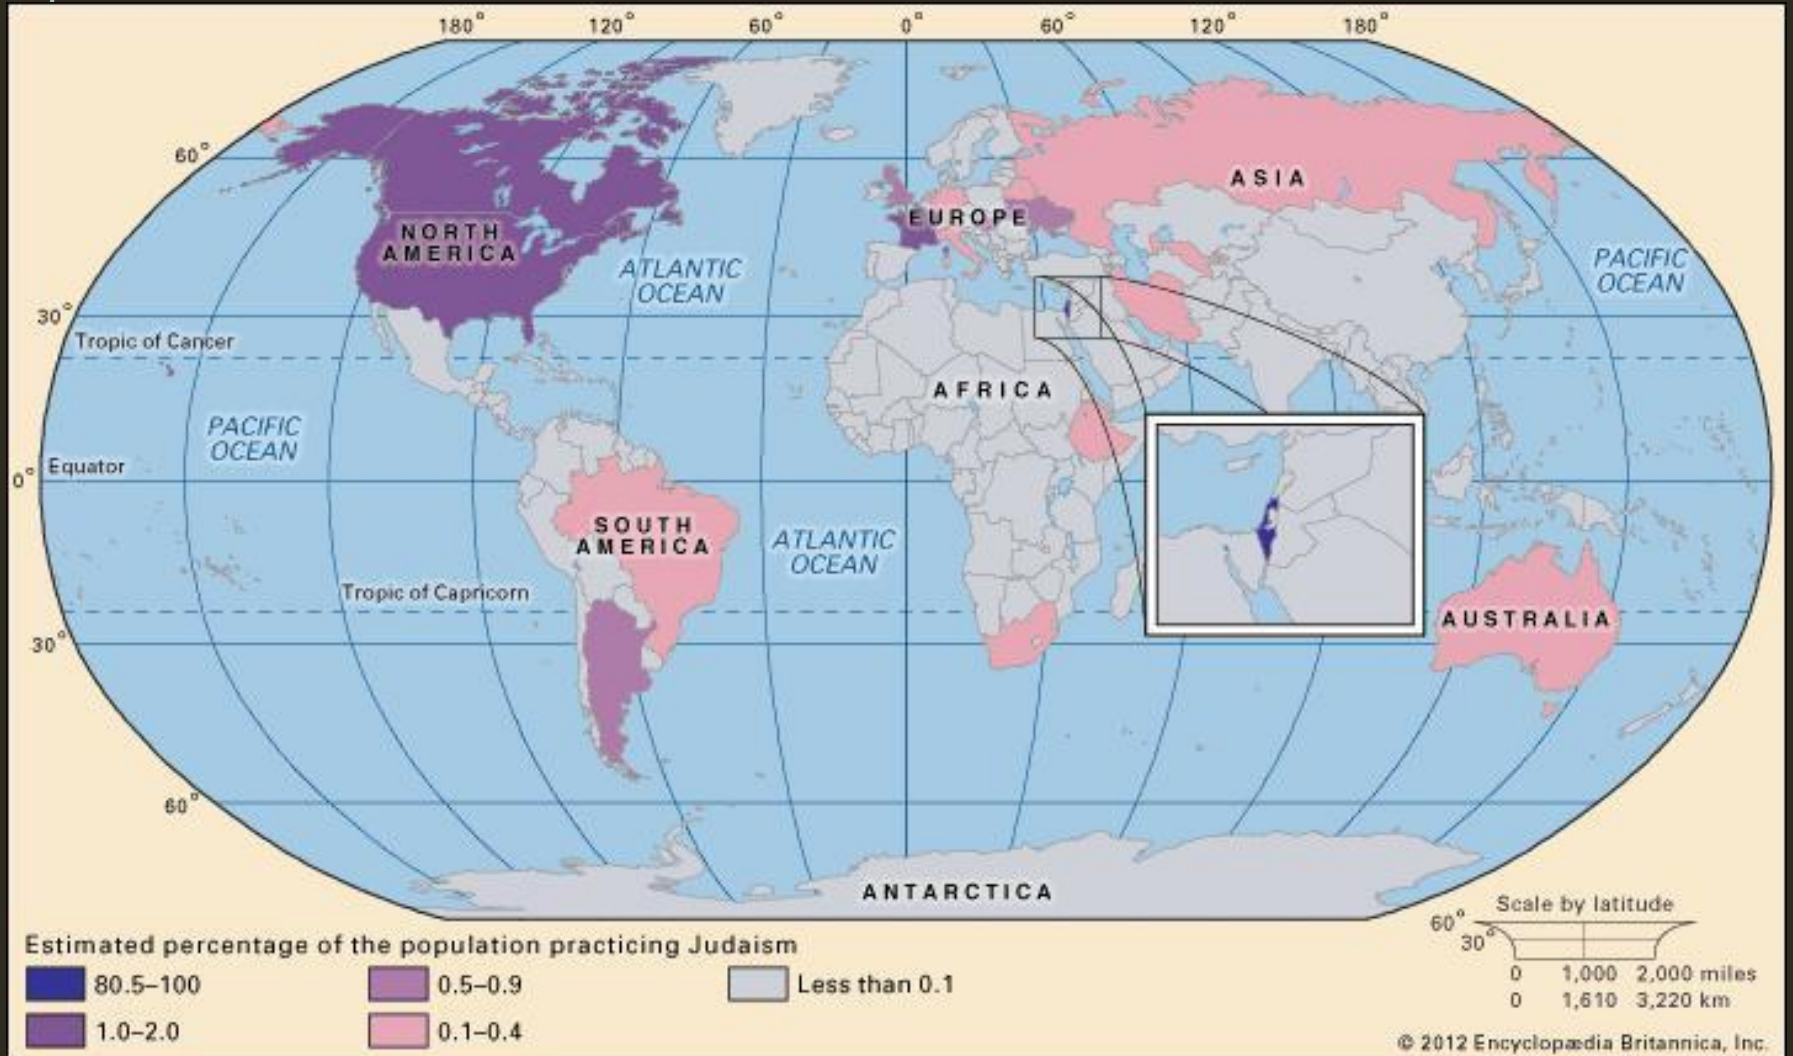 180° 120° 60° 0° 60° 120° 180°
60°
ASIA
EUROPE
NORTH
AMERICA
ATLANTIC
OCEAN
PACIFIC
OCEAN
30°
Tropic of Cancer
AFRICA
PACIFIC
OCEAN
0° Equator
SOUTH
AMERICA
ATLANTIC
OCEAN
Tropic of Capricorn
AUSTRALIA
30°
60°
ANTARCTICA
Estimated percentage of the population practicing Judaism
80.5–100
1.0–2.0
0.5–0.9
0.1–0.4
Less than 0.1
Scale by latitude
60°
30°
0 1,000 2,000 miles
0 1,610 3,220 km
© 2012 Encyclopædia Britannica, Inc.